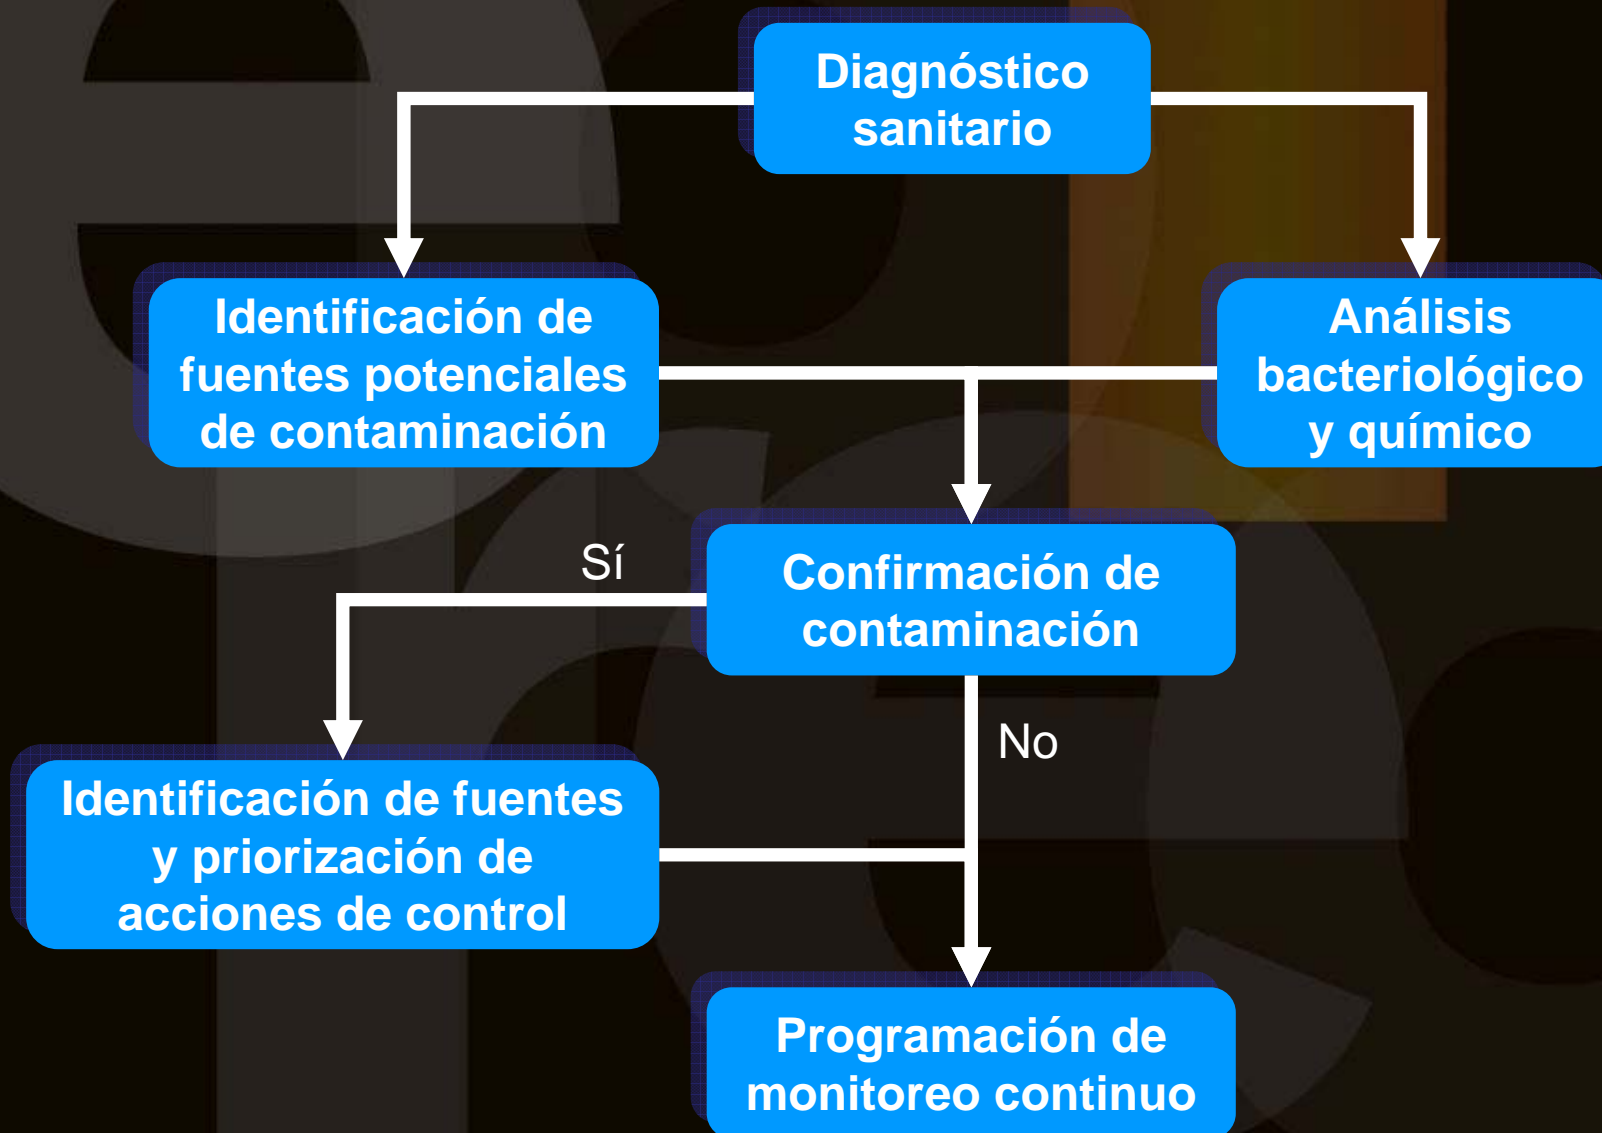 Diagnóstico
sanitario
Identificación de
fuentes potenciales
de contaminación
Análisis
bacteriológico
y químico
Confirmación de
contaminación
Sí
No
Identificación de fuentes
y priorización de
acciones de control
Programación de
monitoreo continuo